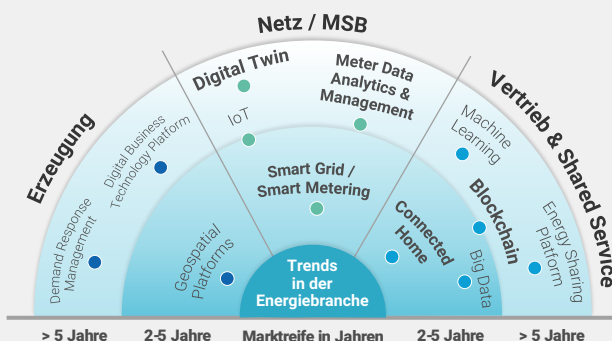 Netz / MSB
Erzeugung
Vertrieb & Shared Service
Digital Twin
IoT
Meter Data
Analytics &
Management
Digital Business
Technology Platform
Demand Response
Management
Geospatial
Platforms
Smart Grid /
Smart Metering
Machine
Learning
Blockchain
Connected
Home
Big Data
Energy Sharing
Platform
Trends
in der
Energiebranche
> 5 Jahre
2-5 Jahre
Marktreife in Jahren
2-5 Jahre
> 5 Jahre